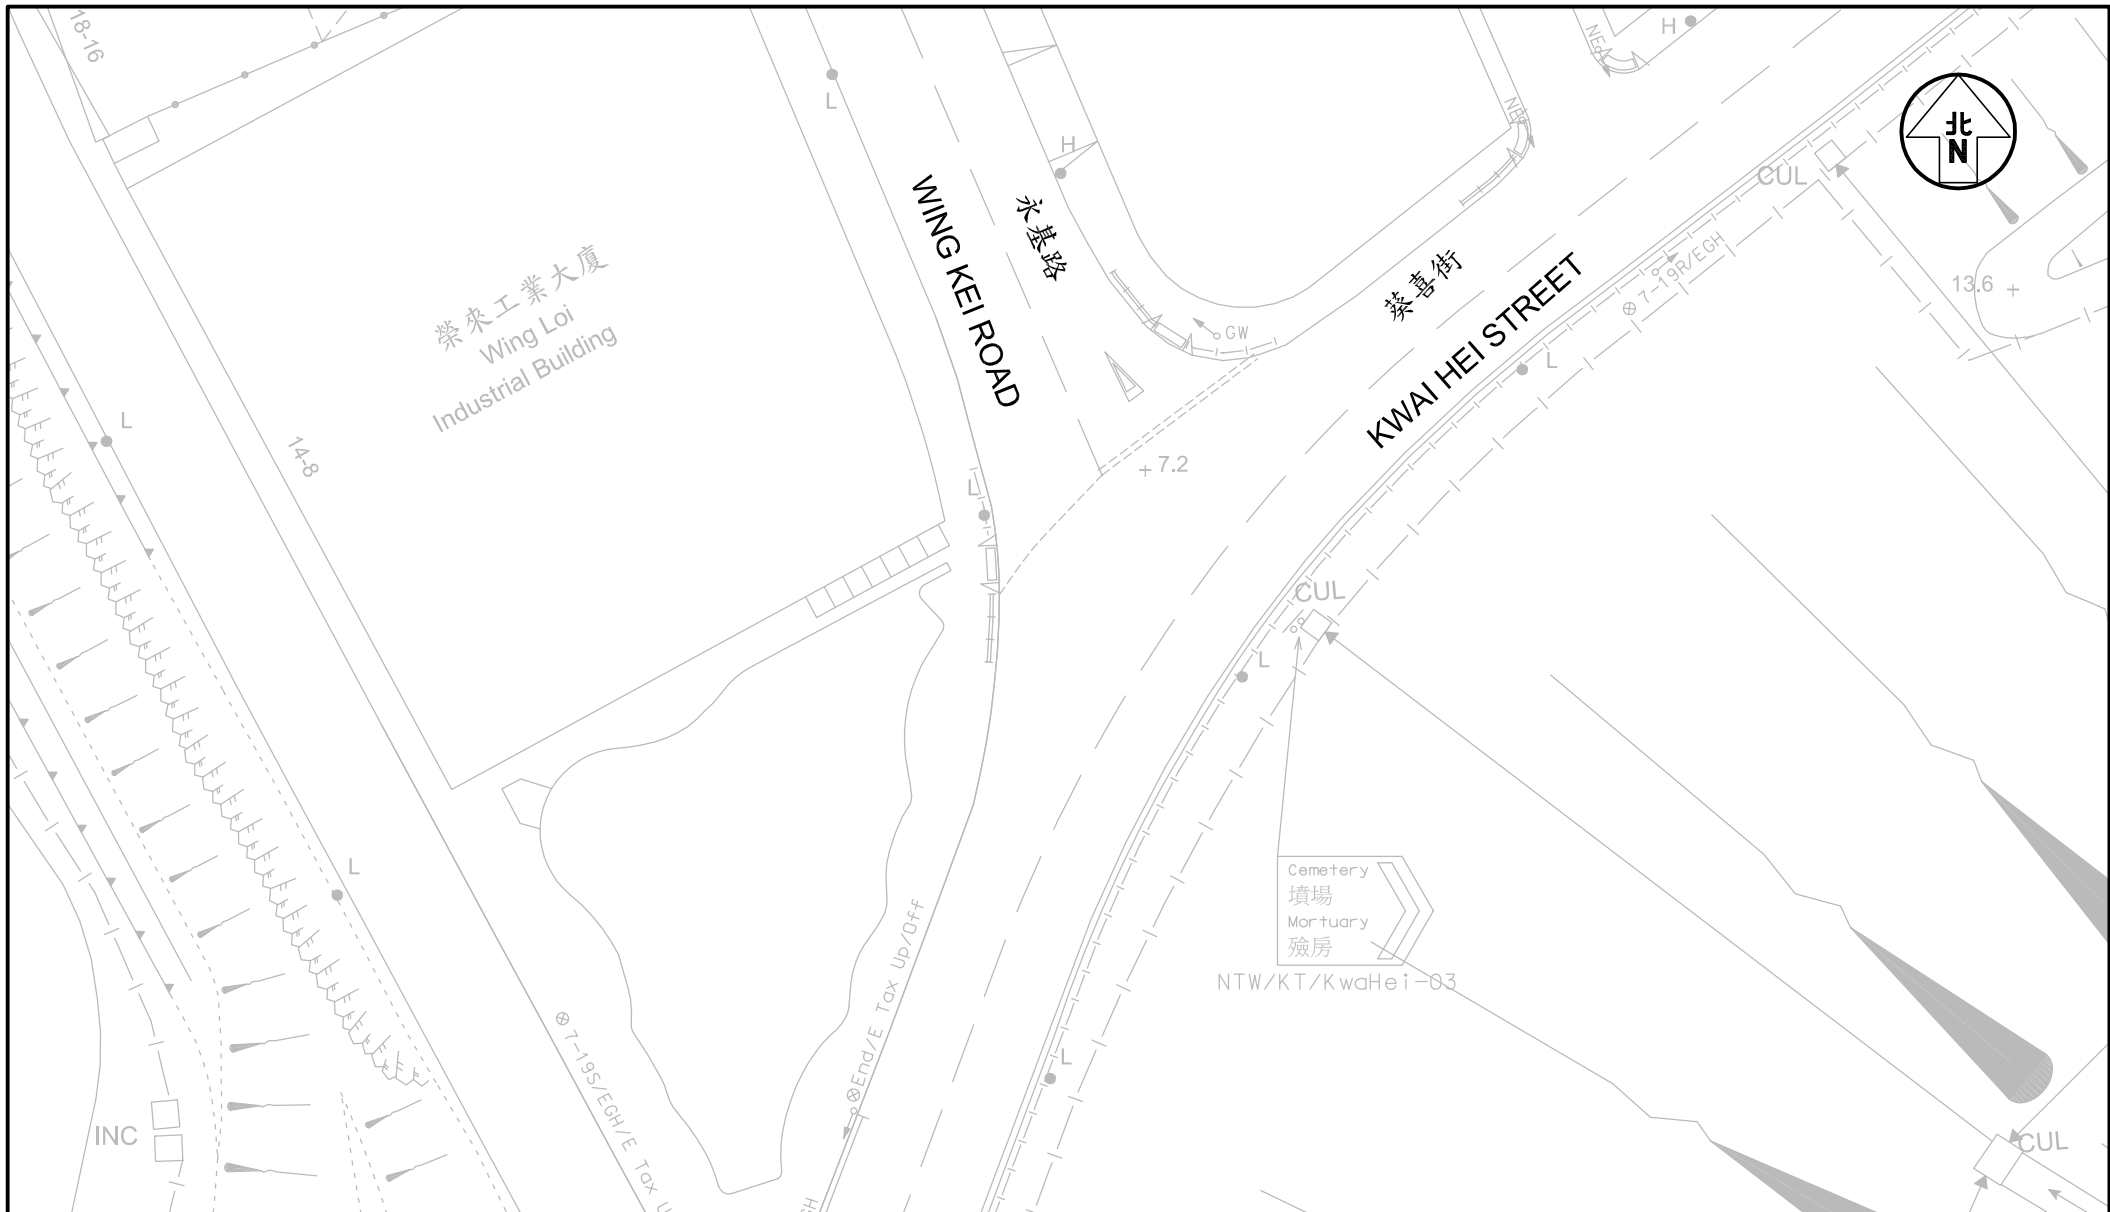 18-16
H
L
NE
北
N
NE
H
CUL
永基路
WING KEI ROAD
葵喜街
KWAI HEI STREET
7-19R/EGH
13.6
榮來工業大廈
Wing Loi
Industrial Building
GW
L
L
14-8
7.2
L
CUL
L
L
Cemetery
墳場
Mortuary
殮房
NTW/KT/KwaHei-03
End/E Tax Up/Off
7-19S/EGH/E Tax U
L
INC
CUL